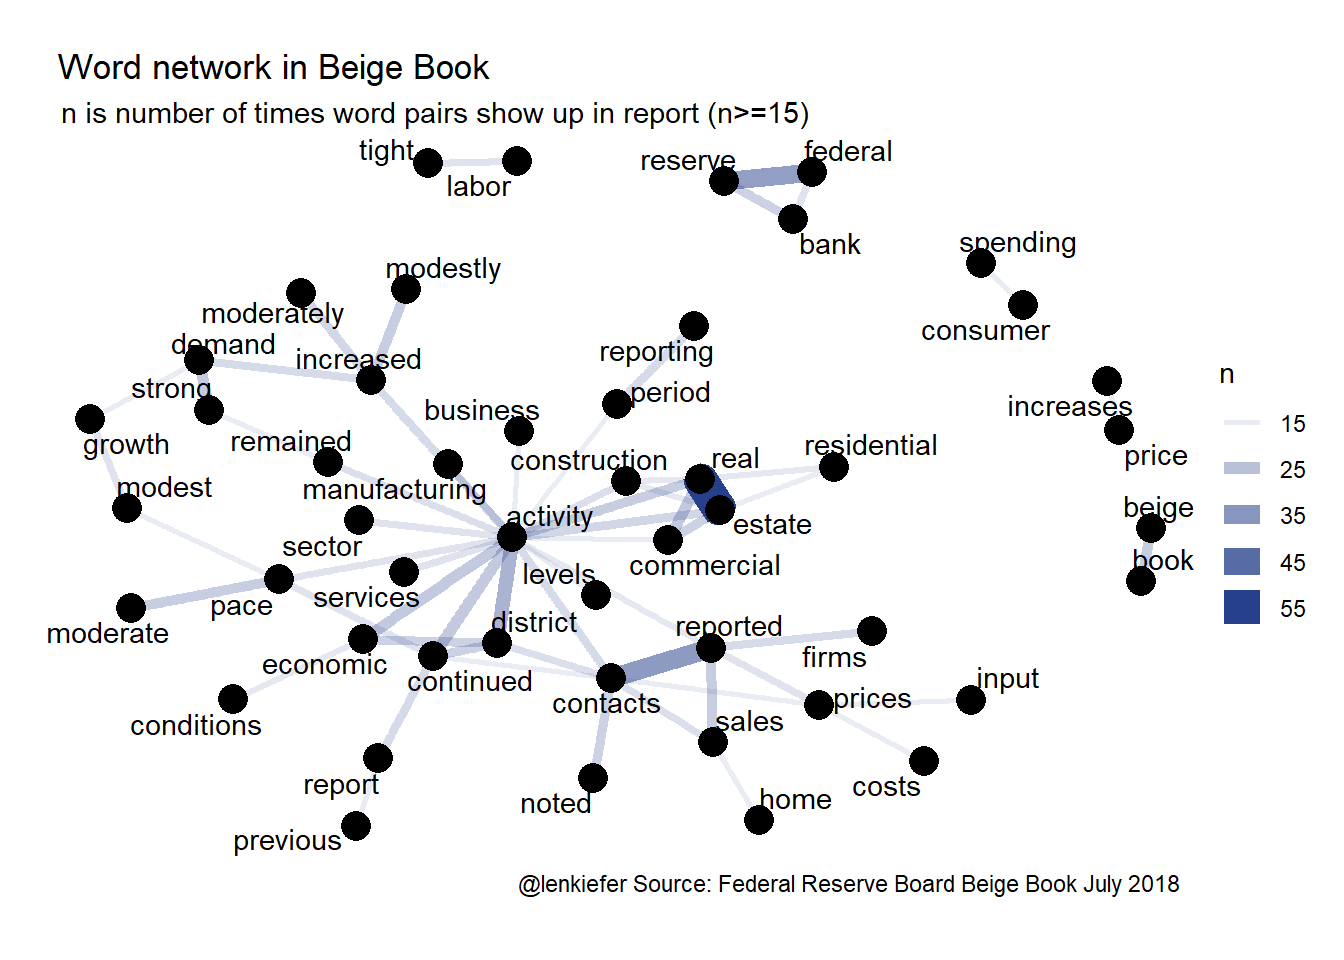 Word network in Beige Book
n is number of times word pairs show up in report (n>=15)
tight
labor
reserve
federal
bank
spending
consumer
modestly
moderately
demand
increased
strong
reporting
period
increases
price
n
15
25
35
45
55
growth
modest
remained
business
construction
real
residential
manufacturing
activity
estate
beige
book
sector
commercial
levels
services
pace
moderate
district
reported
economic
continued
firms
contacts
prices
input
conditions
sales
report
noted
home
costs
previous
@lenkiefer Source: Federal Reserve Board Beige Book July 2018